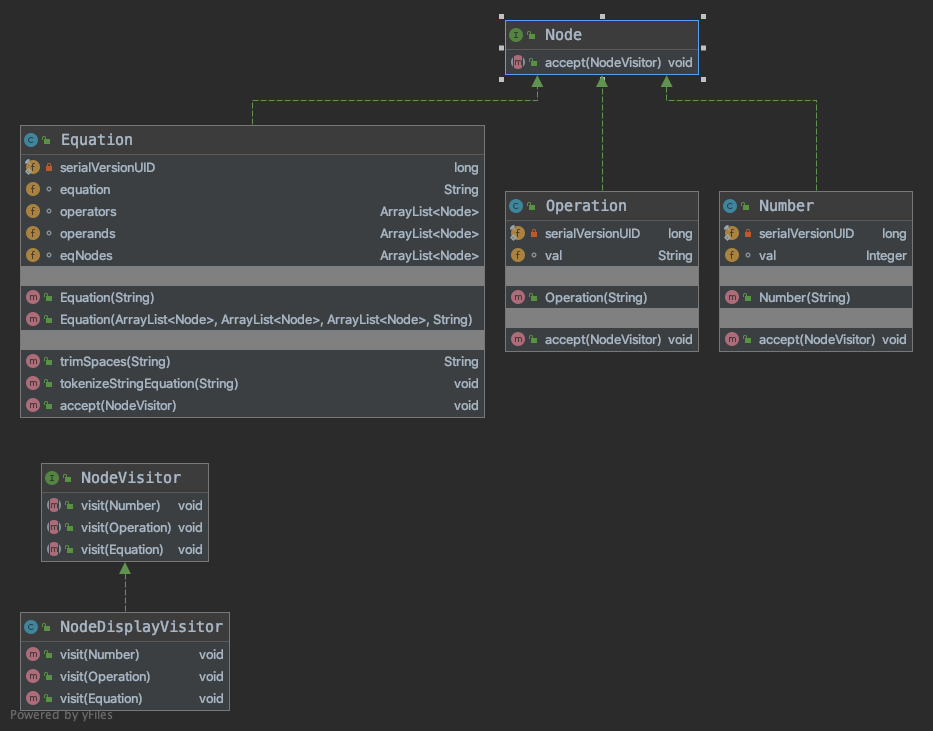 Node
accept(NodeVisitor) void
Equation
serialVersionUID long
equation String
operators ArrayList<Node>
operands ArrayList<Node>
eqNodes ArrayList<Node>
Equation(String)
Equation(ArrayList<Node>, ArrayList<Node>, ArrayList<Node>, String)
trimSpaces(String) String
tokenizeStringEquation(String) void
accept(NodeVisitor) void
Operation
serialVersionUID long
val String
Operation(String)
accept(NodeVisitor) void
Number
serialVersionUID long
val Integer
Number(String)
accept(NodeVisitor) void
NodeVisitor
visit(Number) void
visit(Operation) void
visit(Equation) void
NodeDisplayVisitor
visit(Number) void
visit(Operation) void
visit(Equation) void
Powered by yFiles